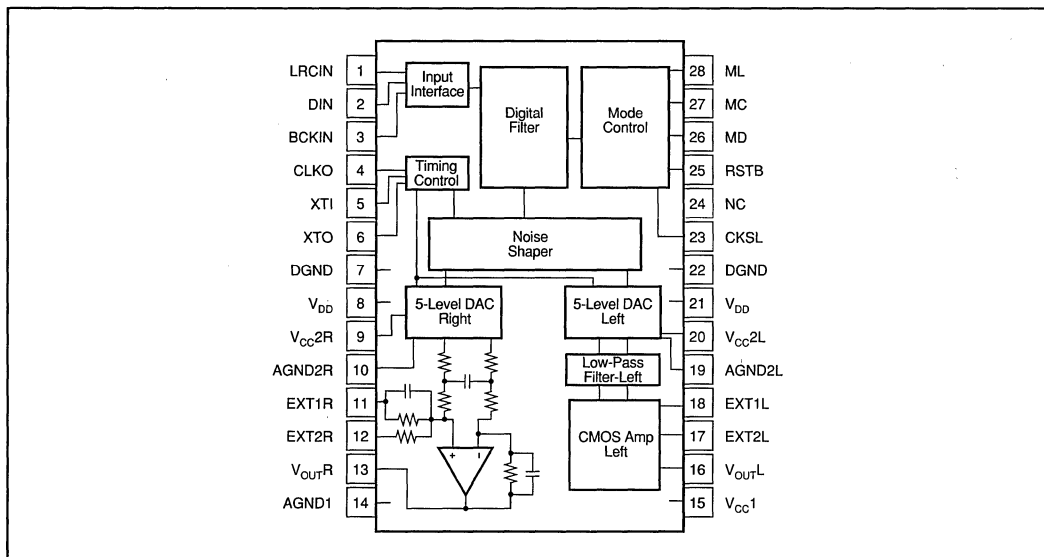 LRCIN 1
DIN 2
BCKIN 3
CLKO 4
XTI 5
XTO 6
DGND 7
VDD 8
VCC2R 9
AGND2R 10
EXT1R 11
EXT2R 12
VOUTR 13
AGND1 14
Input
Interface
Digital
Filter
Mode
Control
Timing
Control
Noise
Shaper
5-Level DAC
Right
5-Level DAC
Left
Low-Pass
Filter-Left
CMOS Amp
Left
+ –
28 ML
27 MC
26 MD
25 RSTB
24 NC
23 CKSL
22 DGND
21 VDD
20 VCC2L
19 AGND2L
18 EXT1L
17 EXT2L
16 VOUTL
15 VCC1